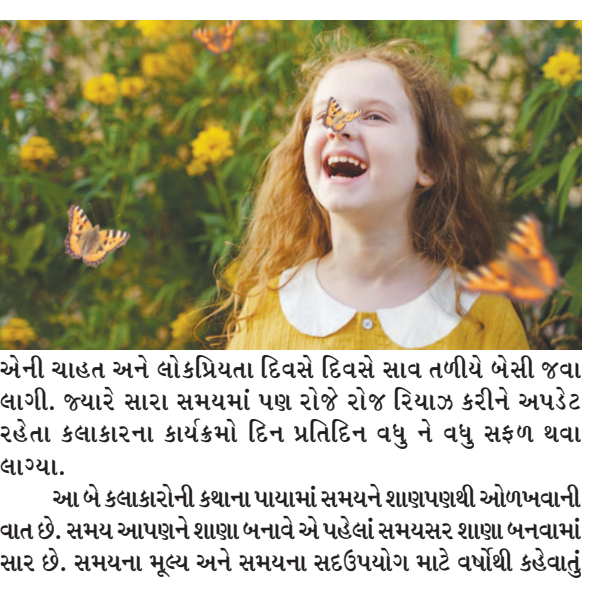 એની ચાહત અને લોકપ્રિયતા દિવસે દિવસે સાવ તળીયે બેસી જવા
લાગી. જ્યારે સારા સમયમાં પણ રોજે રોજ રિયાઝ કરીને અપડેટ
રહેતા કલાકારના કાર્યક્રમો દિન પ્રતિદિન વધુ ને વધુ સફળ થવા
લાગ્યા.
આ બે કલાકારોની કથાના પાયામાં સમયને શાણપણથી ઓળખવાની
વાત છે. સમય આપણને શાણા બનાવે એ પહેલાં સમયસર શાણા બનવામાં
સાર છે. સમયના મૂલ્ય અને સમયના સદઉપયોગ માટે વર્ષોથી કહેવાતું